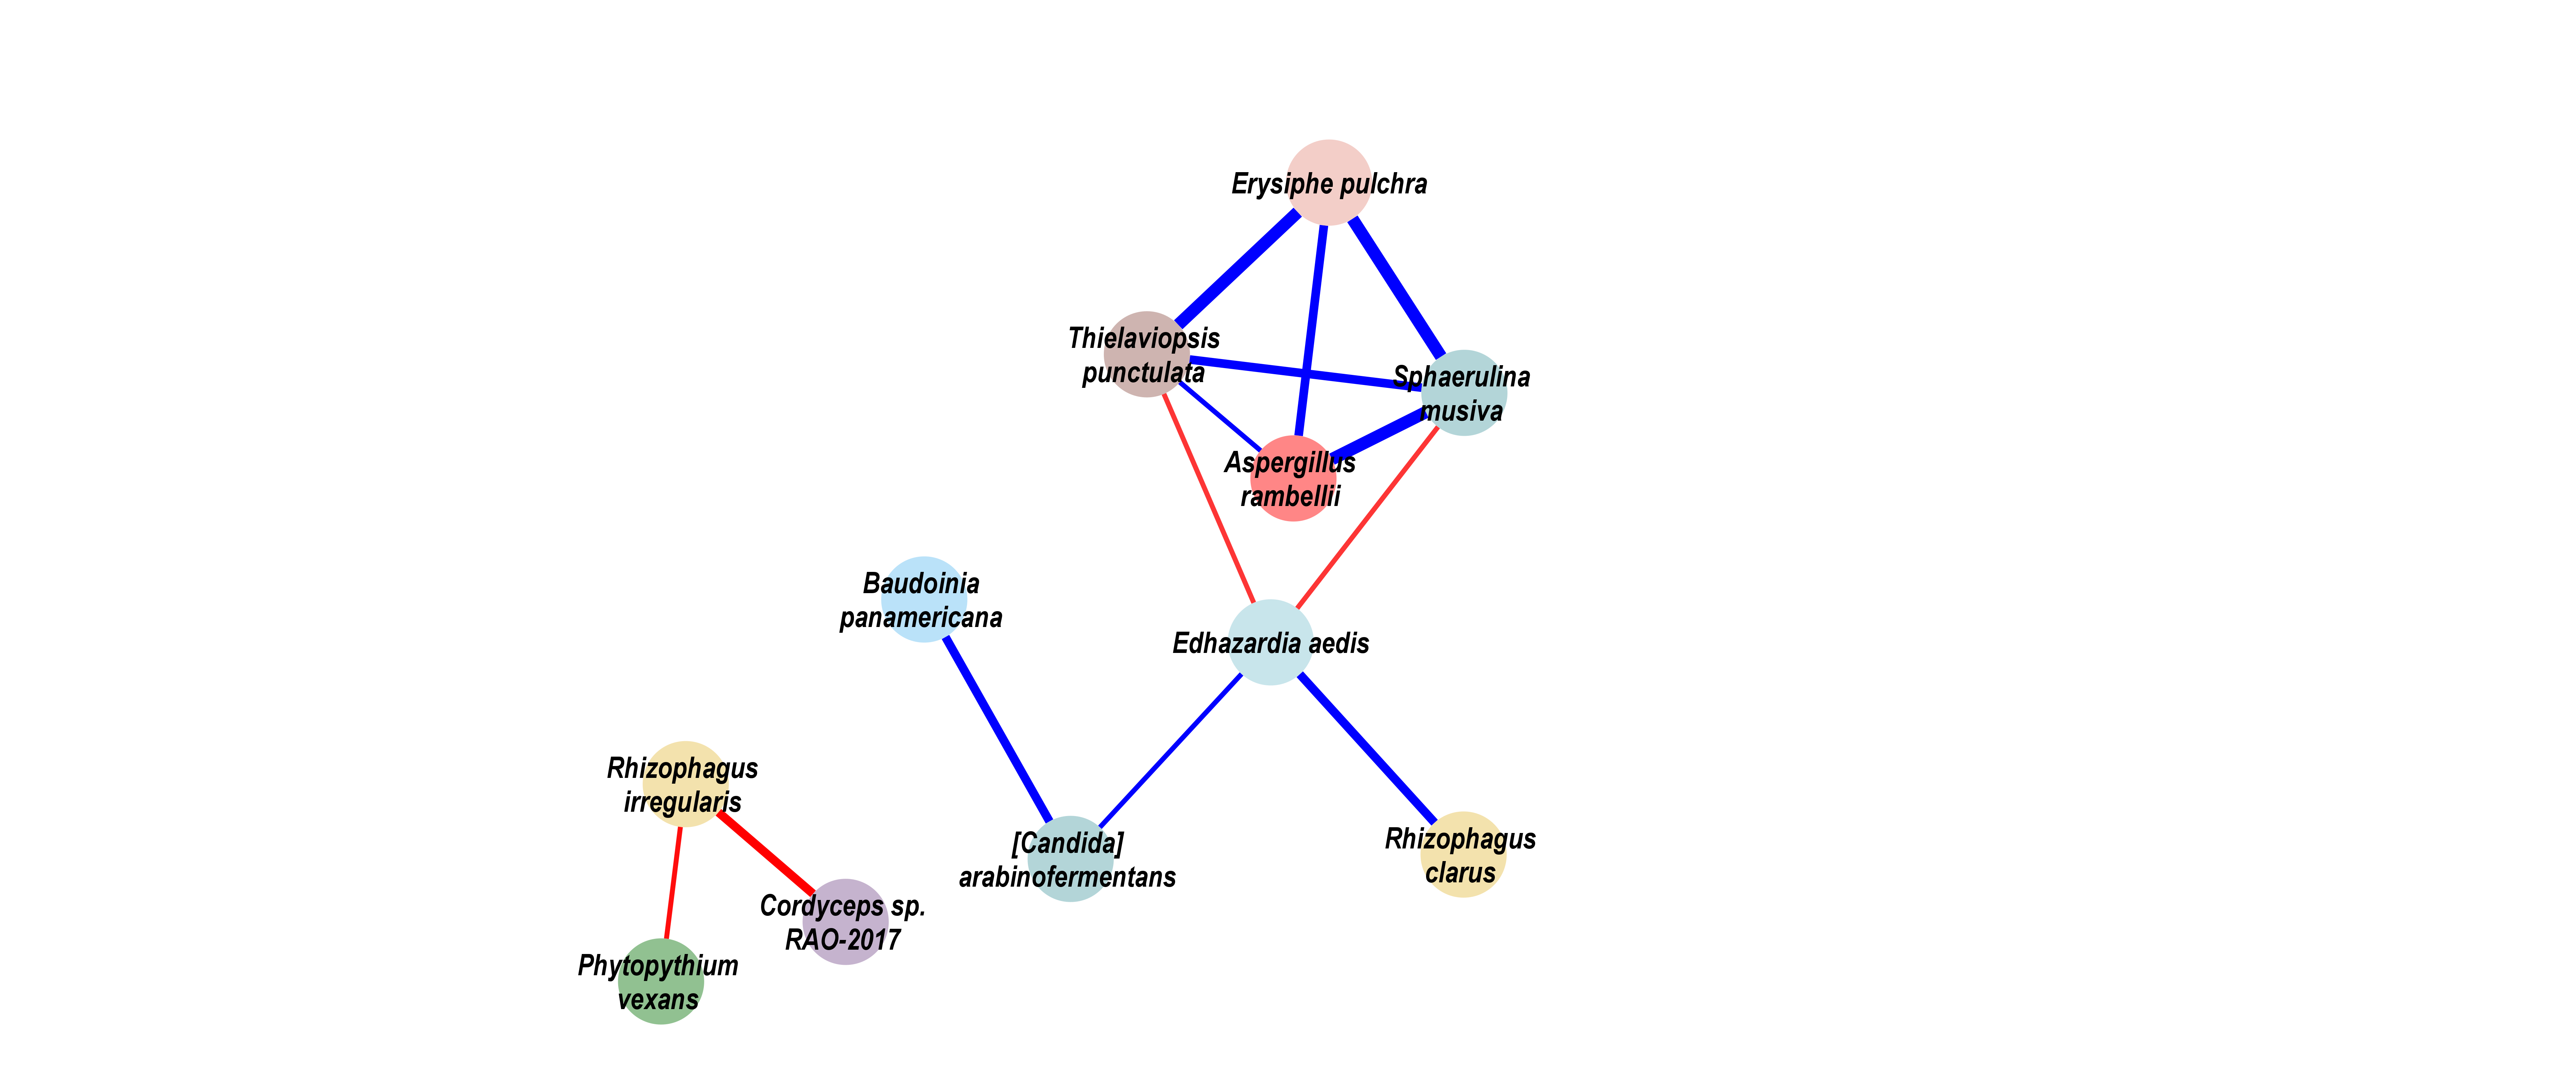 Erysiphe pulchra
Thielaviopsis
punctulata
Sphaerulina
musiva
Aspergillus
rambellii
Baudoinia
panamericana
Edhazardia aedis
Rhizophagus
irregularis
[Candida]
arabinofermentans
Rhizophagus
clarus
Cordyceps sp.
RAO-2017
Phytopythium
vexans